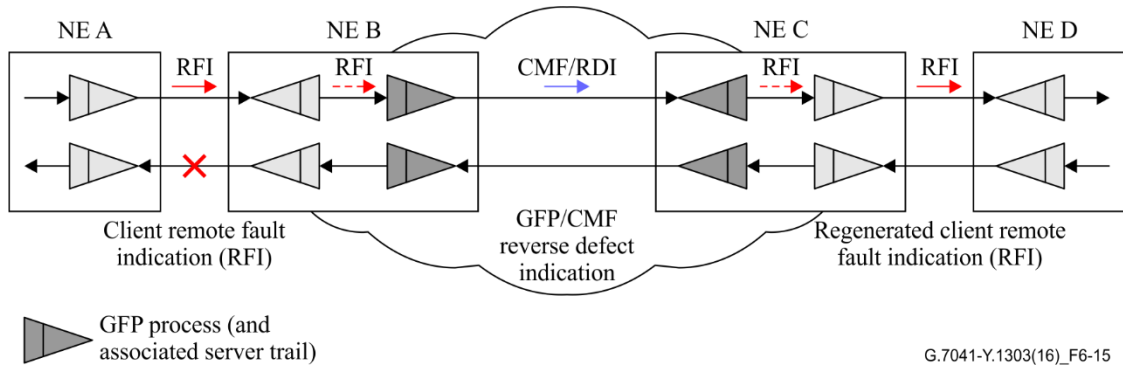 NE A
NE B
NE C
NE D
RFI
RFI
CMF/RDI
RFI
RFI
Client remote fault
indication (RFI)
GFP/CMF
reverse defect
indication
Regenerated client remote
fault indication (RFI)
GFP process (and
associated server trail)
G.7041-Y.1303(16)_F6-15